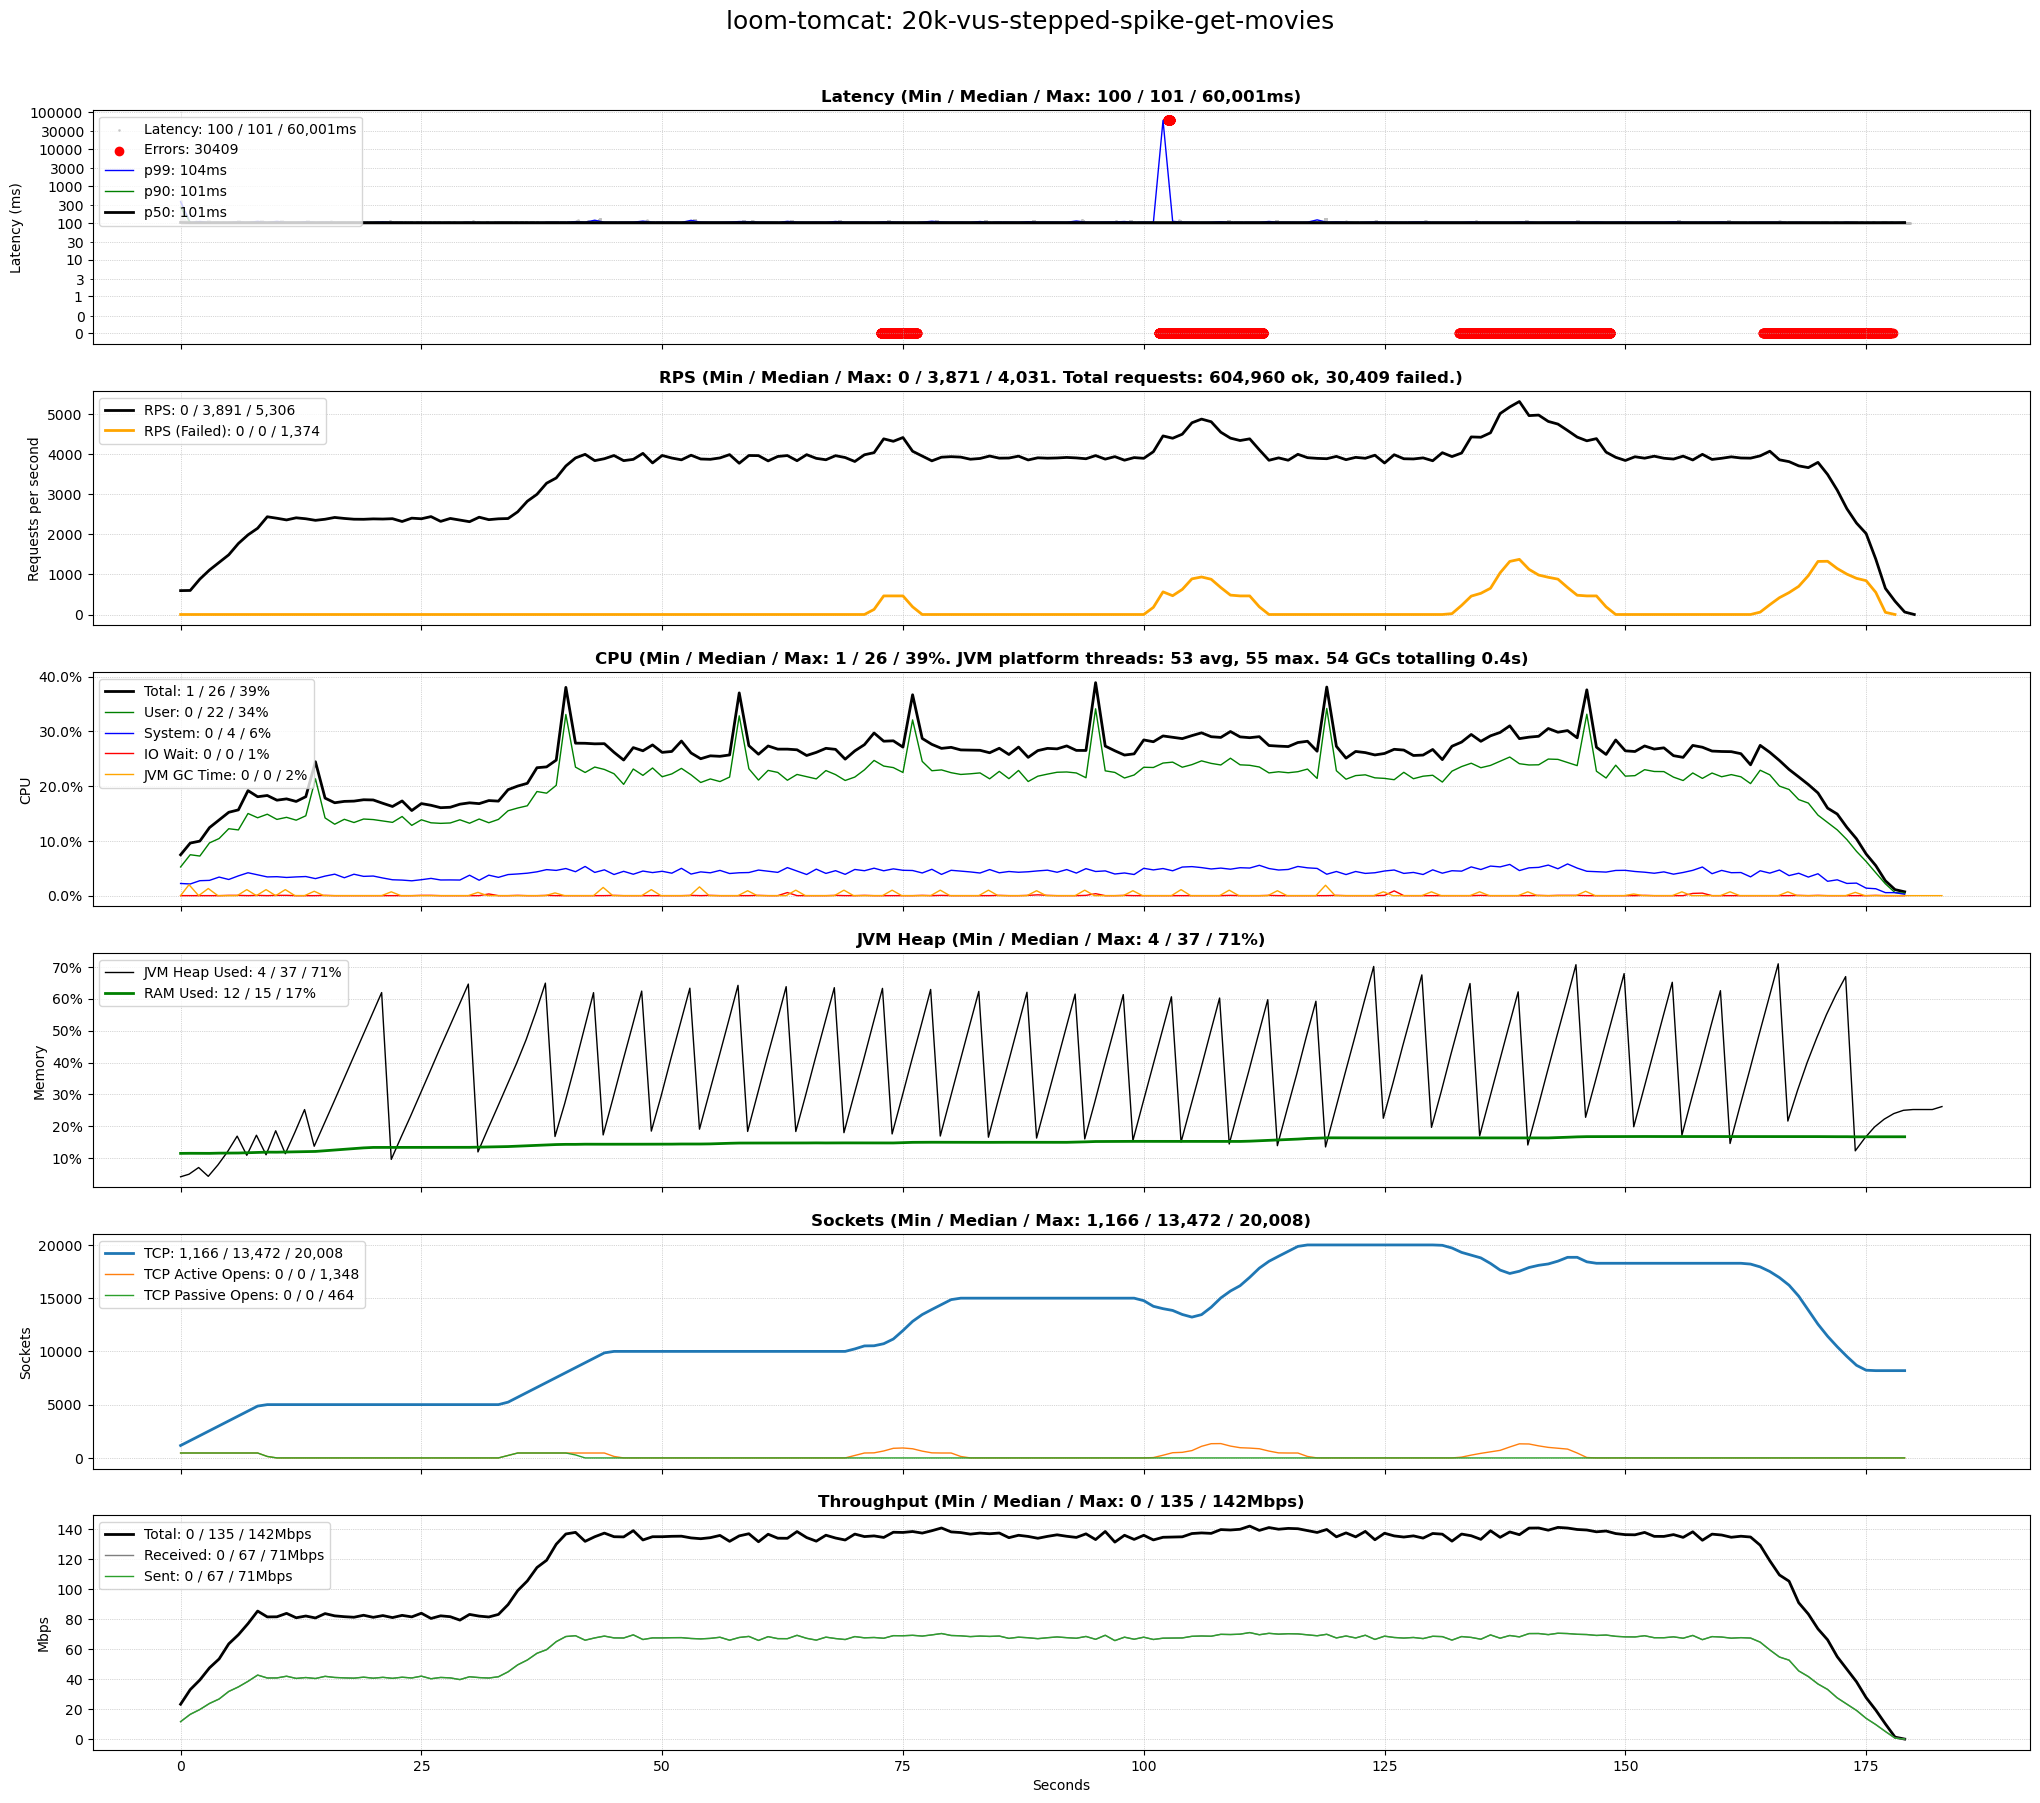 loom-tomcat: 20k-vus-stepped-spike-get-movies
Latency (Min / Median / Max: 100 / 101 / 60,001ms)
Latency (ms)
100000
30000
10000
3000
1000
300
100
30
10
3
1
0
0
Latency: 100 / 101 / 60,001ms
Errors: 30409
p99: 104ms
p90: 101ms
p50: 101ms
RPS (Min / Median / Max: 0 / 3,871 / 4,031. Total requests: 604,960 ok, 30,409 failed.)
Requests per second
5000
4000
3000
2000
1000
0
RPS: 0 / 3,891 / 5,306
RPS (Failed): 0 / 0 / 1,374
CPU (Min / Median / Max: 1 / 26 / 39%. JVM platform threads: 53 avg, 55 max. 54 GCs totalling 0.4s)
CPU
40.0%
30.0%
20.0%
10.0%
0.0%
Total: 1 / 26 / 39%
User: 0 / 22 / 34%
System: 0 / 4 / 6%
IO Wait: 0 / 0 / 1%
JVM GC Time: 0 / 0 / 2%
JVM Heap (Min / Median / Max: 4 / 37 / 71%)
Memory
70%
60%
50%
40%
30%
20%
10%
JVM Heap Used: 4 / 37 / 71%
RAM Used: 12 / 15 / 17%
Sockets (Min / Median / Max: 1,166 / 13,472 / 20,008)
Sockets
20000
15000
10000
5000
0
TCP: 1,166 / 13,472 / 20,008
TCP Active Opens: 0 / 0 / 1,348
TCP Passive Opens: 0 / 0 / 464
Throughput (Min / Median / Max: 0 / 135 / 142Mbps)
Mbps
140
120
100
80
60
40
20
0
Total: 0 / 135 / 142Mbps
Received: 0 / 67 / 71Mbps
Sent: 0 / 67 / 71Mbps
0 25 50 75 100 125 150 175
Seconds